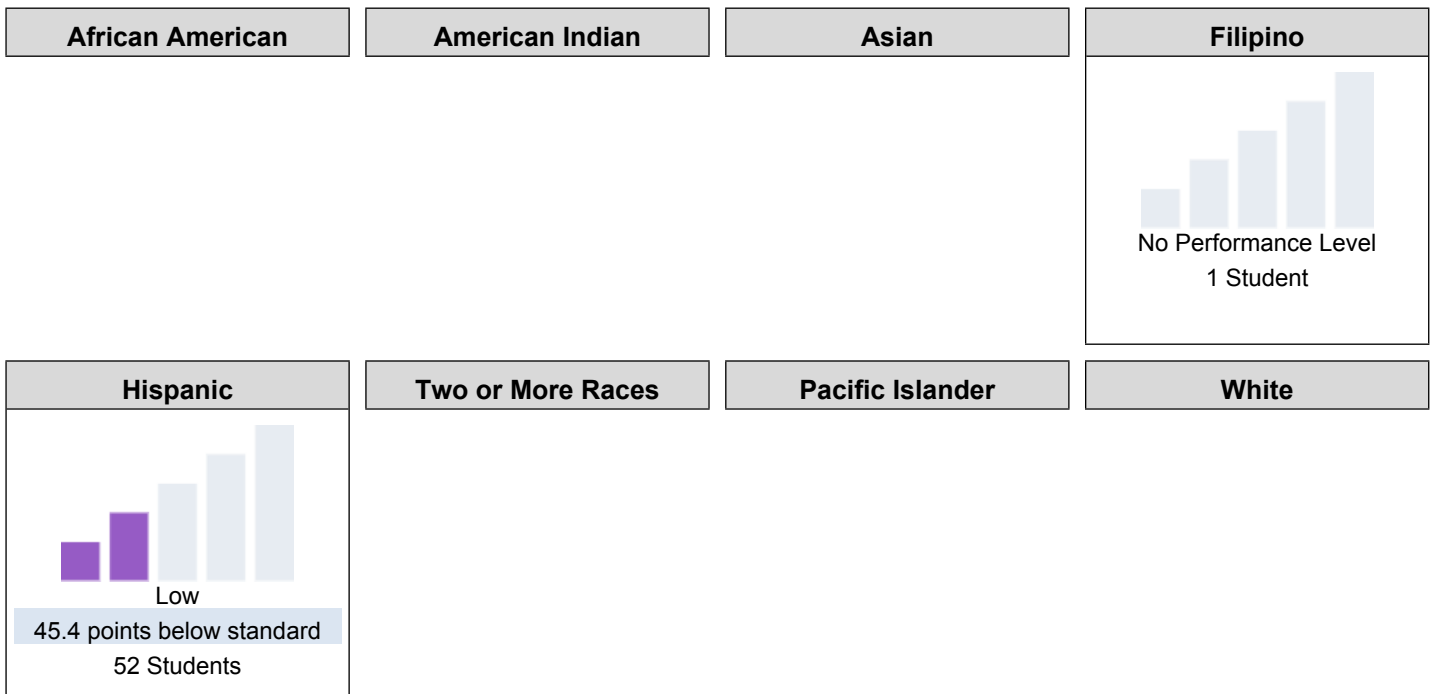 African American
American Indian
Asian
Filipino
No Performance Level
1 Student
Hispanic
Two or More Races
Pacific Islander
White
Low
45.4 points below standard
52 Students